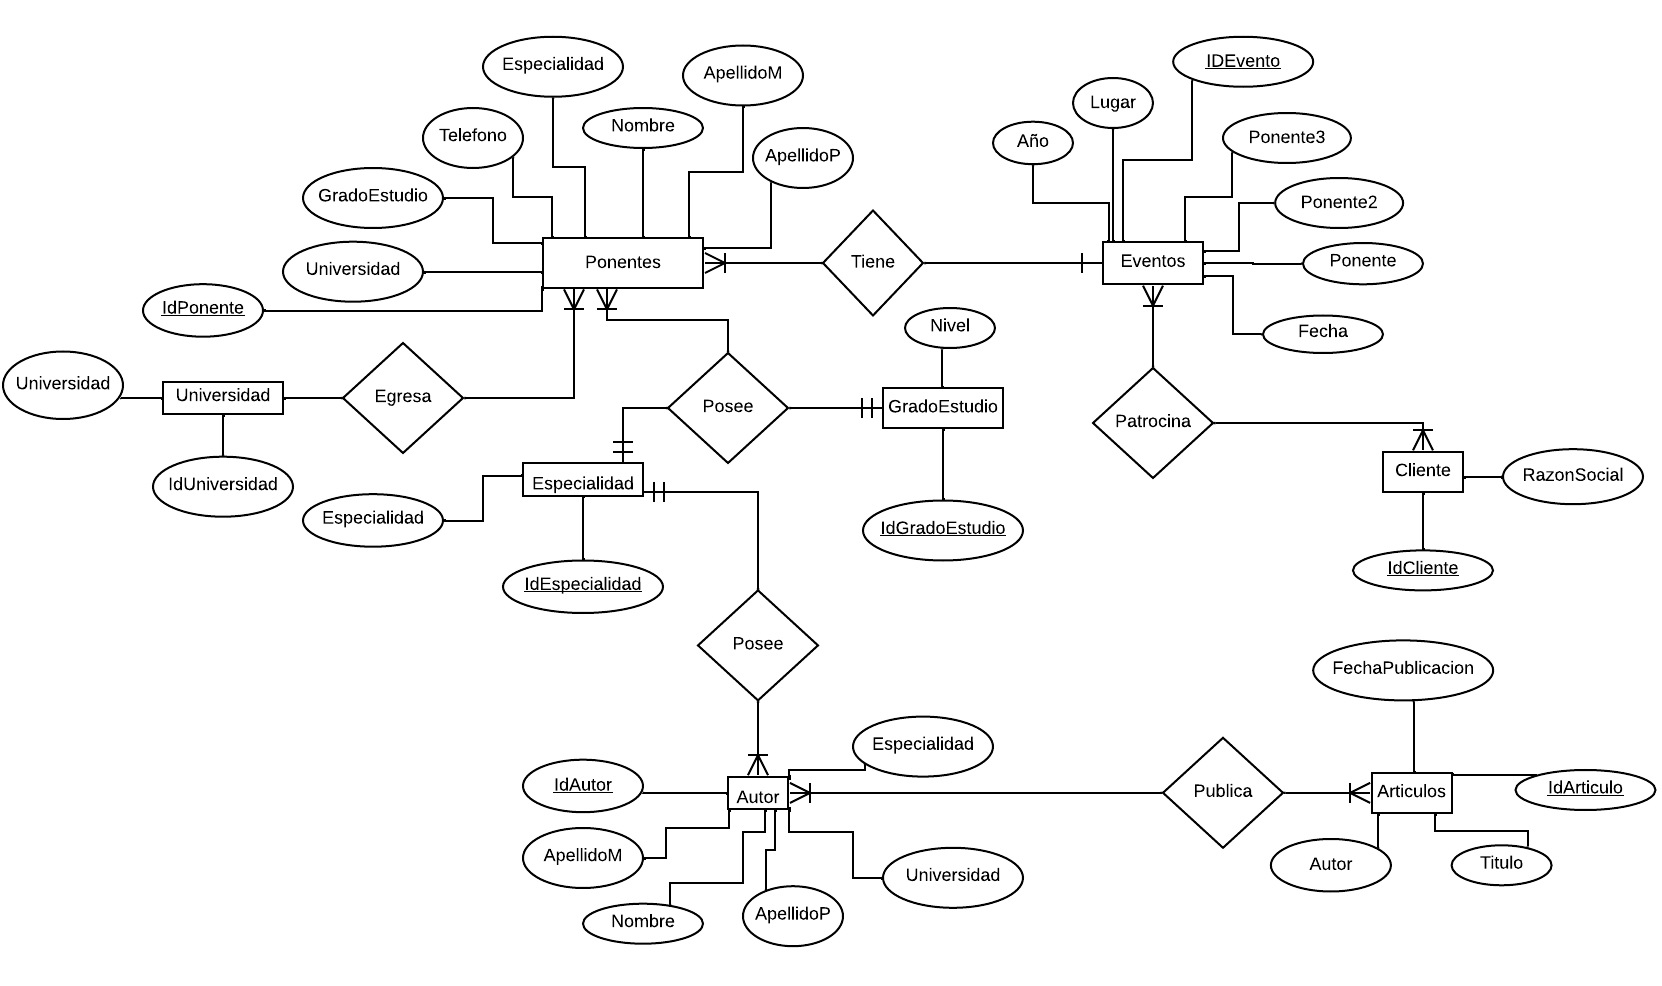 Especialidad
ApellidoM
IDEvento
Lugar
Nombre
Telefono
Año
Ponente3
ApellidoP
GradoEstudio
Ponente2
Ponentes
Tiene
Eventos
Ponente
Universidad
IdPonente
Nivel
Fecha
Universidad
Universidad
Egresa
Posee
GradoEstudio
Patrocina
Cliente
RazonSocial
IdUniversidad
Especialidad
Especialidad
IdGradoEstudio
IdCliente
IdEspecialidad
Posee
FechaPublicacion
Especialidad
IdAutor
Autor
Publica
Articulos
IdArticulo
ApellidoM
Universidad
Autor
Titulo
Nombre
ApellidoP